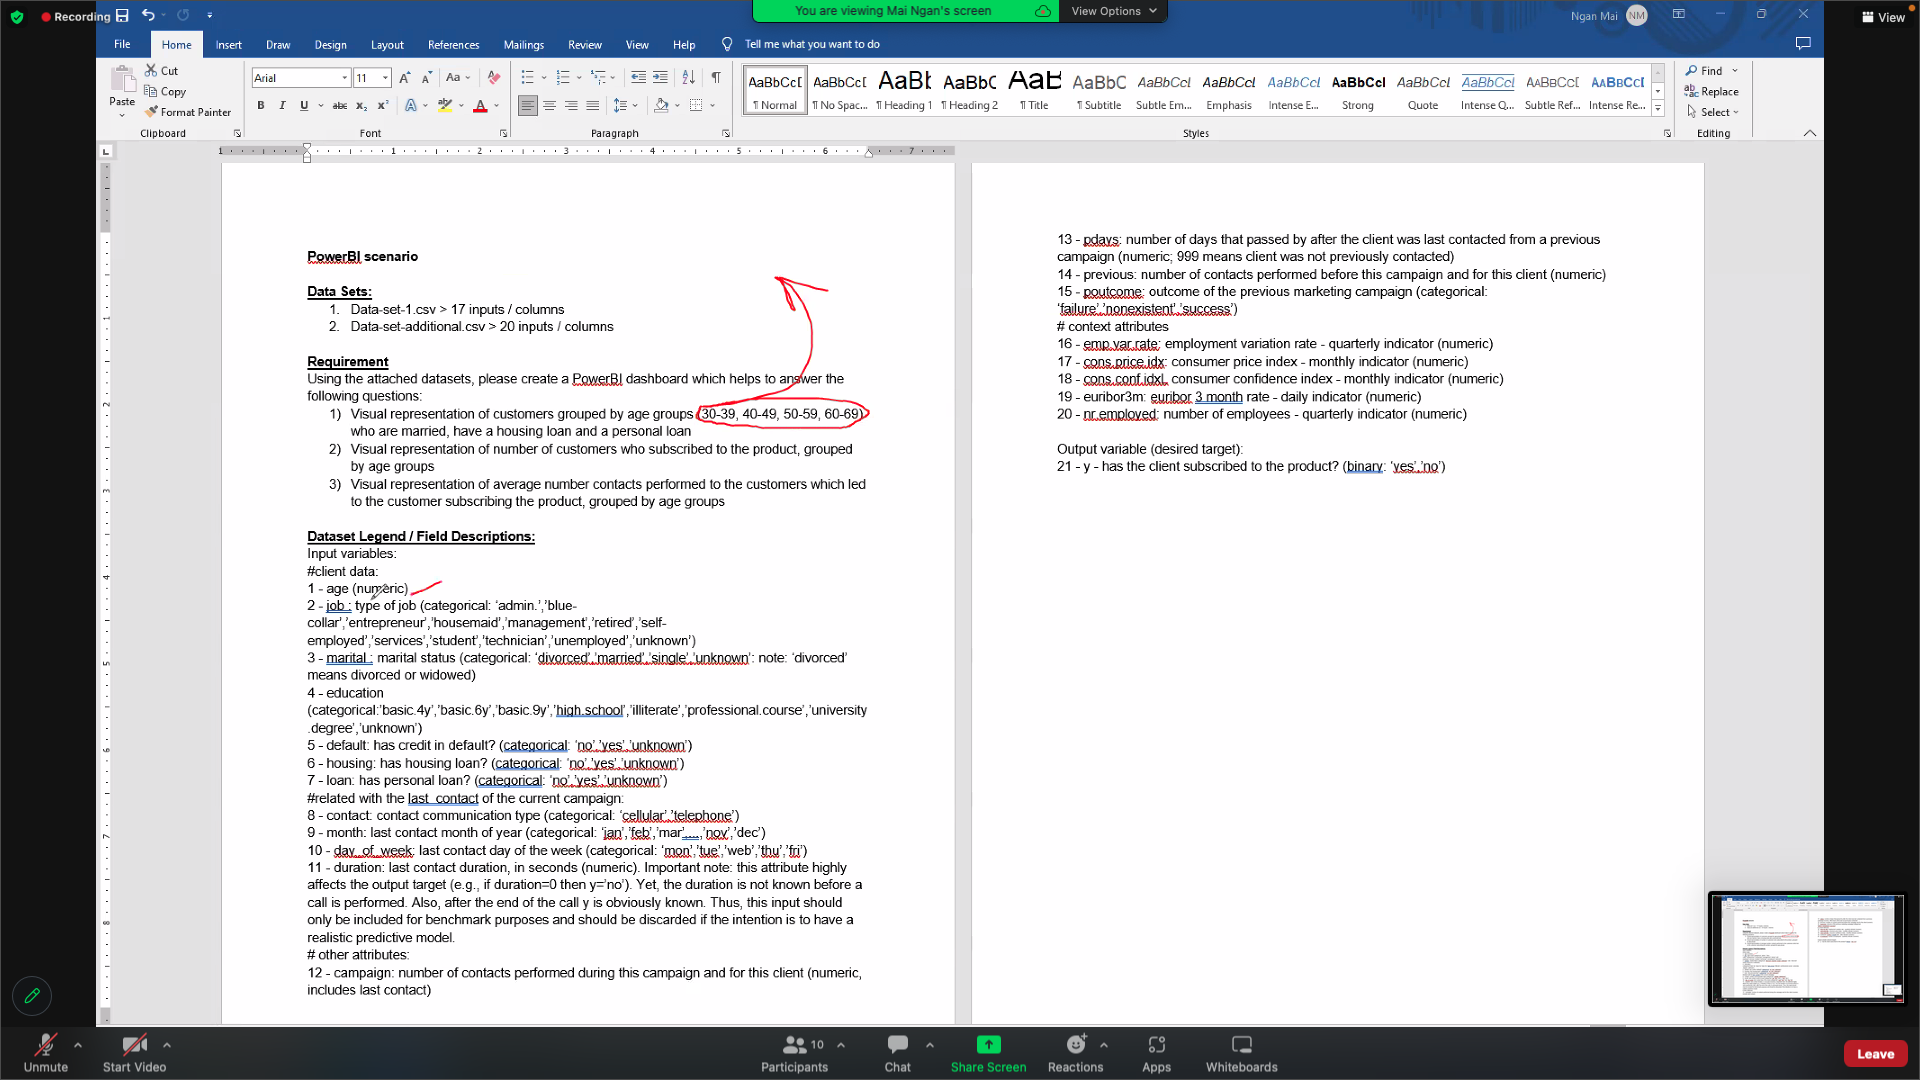 Recording
You are viewing Mai Ngan's screen
View Options
Ngan Mai
NM
View
File
Home
Insert
Draw
Design
Layout
References
Mailings
Review
View
Help
Tell me what you want to do
Paste
Cut
Copy
Format Painter
Clipboard
Arial
11
Font
Paragraph
AaBbCcI
¶ Normal
AaBbCcI
¶ No Spac...
¶ Heading 1
AaBbC
¶ Heading 2
¶ Title
AaBbC
¶ Subtitle
AaBbCcI
Subtle Em...
AaBbCcI
Emphasis
AaBbCcI
Intense E...
AaBbCcI
Strong
AaBbCcI
Quote
AaBbCcI
Intense Q...
AaBbCcI
Subtle Ref...
AaBbCcI
Intense Re...
Styles
Find
Replace
Select
Editing
PowerBI scenario
Data Sets:
1. Data-set-1.csv > 17 inputs / columns
2. Data-set-additional.csv > 20 inputs / columns
Requirement
Using the attached datasets, please create a PowerBI dashboard which helps to answer the
following questions:
1) Visual representation of customers grouped by age groups (30-39, 40-49, 50-59, 60-69)
who are married, have a housing loan and a personal loan
2) Visual representation of number of customers who subscribed to the product, grouped
by age groups
3) Visual representation of average number contacts performed to the customers which led
to the customer subscribing the product, grouped by age groups
Dataset Legend / Field Descriptions:
Input variables:
#client data:
1 - age (numeric)
2 - job : type of job (categorical: ‘admin.’,’blue-
collar’,’entrepreneur’,’housemaid’,’management’,’retired’,’self-
employed’,’services’,’student’,’technician’,’unemployed’,’unknown’)
3 - marital : marital status (categorical: ‘divorced’,’married’,’single’,’unknown’: note: ‘divorced’
means divorced or widowed)
4 - education
(categorical:’basic.4y’,’basic.6y’,’basic.9y’,’high.school’,’illiterate’,’professional.course’,’university
.degree’,’unknown’)
5 - default: has credit in default? (categorical: ‘no’,’yes’,’unknown’)
6 - housing: has housing loan? (categorical: ‘no’,’yes’,’unknown’)
7 - loan: has personal loan? (categorical: ‘no’,’yes’,’unknown’)
#related with the last contact of the current campaign:
8 - contact: contact communication type (categorical: ‘cellular’,’telephone’)
9 - month: last contact month of year (categorical: ‘jan’,’feb’,’mar’,...,’nov’,’dec’)
10 - day_of_week: last contact day of the week (categorical: ‘mon’,’tue’,’web’,’thu’,’fri’)
11 - duration: last contact duration, in seconds (numeric). Important note: this attribute highly
affects the output target (e.g., if duration=0 then y=’no’). Yet, the duration is not known before a
call is performed. Also, after the end of the call y is obviously known. Thus, this input should
only be included for benchmark purposes and should be discarded if the intention is to have a
realistic predictive model.
# other attributes:
12 - campaign: number of contacts performed during this campaign and for this client (numeric,
includes last contact)
13 - pdays: number of days that passed by after the client was last contacted from a previous
campaign (numeric; 999 means client was not previously contacted)
14 - previous: number of contacts performed before this campaign and for this client (numeric)
15 - poutcome: outcome of the previous marketing campaign (categorical:
‘failure’,’nonexistent’,’success’)
# context attributes
16 - emp.var.rate: employment variation rate - quarterly indicator (numeric)
17 - cons.price.idx: consumer price index - monthly indicator (numeric)
18 - cons.conf.idxL consumer confidence index - monthly indicator (numeric)
19 - euribor3m: euribor 3 month rate - daily indicator (numeric)
20 - nr.employed: number of employees - quarterly indicator (numeric)
Output variable (desired target):
21 - y - has the client subscribed to the product? (binary: ‘yes’,’no’)
Unmute
Start Video
10
Participants
Chat
Share Screen
Reactions
Apps
Whiteboards
Leave